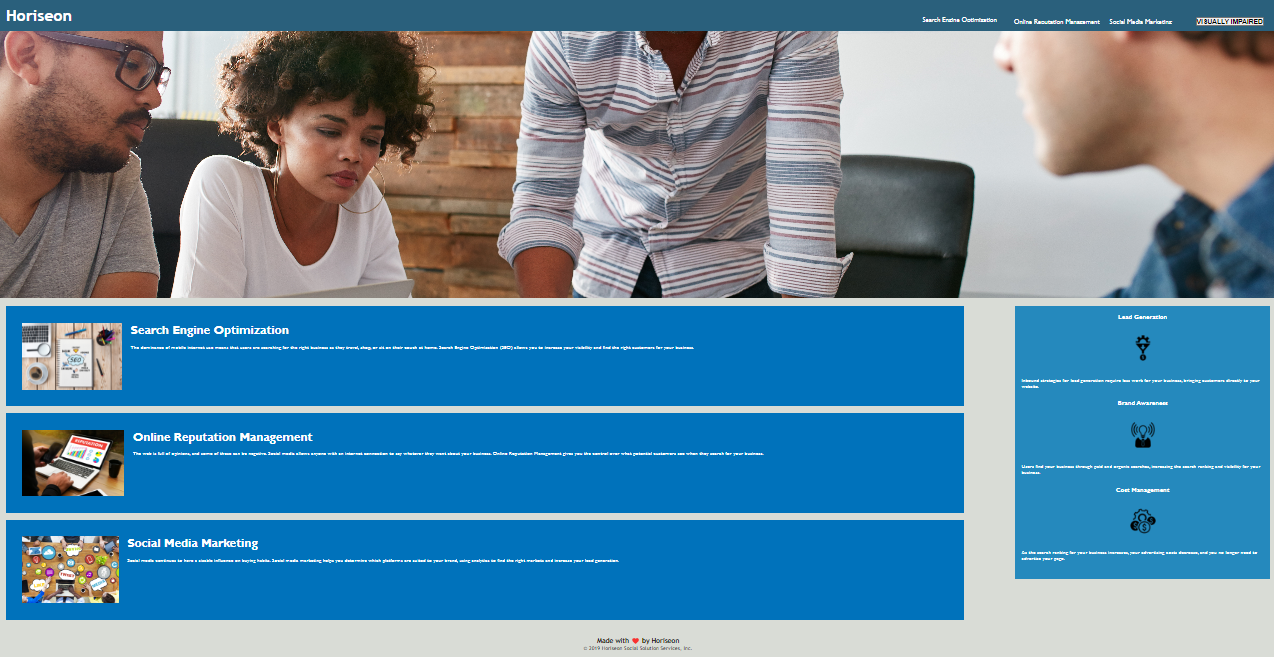 Horiseon
Search Engine Optimization
Online Reputation Management
Social Media Marketing
VISUALLY IMPAIRED
Search Engine Optimization
The dominance of mobile internet use means that users are searching for the right business as they travel, shop, or sit on their couch at home. Search Engine Optimization (SEO) allows you to increase your visibility and find the right customers for your business.
SEO
Online Reputation Management
The web is full of opinions, and some of these can be negative. Social media allows anyone with an internet connection to say whatever they want about your business. Online Reputation Management gives you the control over what potential customers see when they search for your business.
REPUTATION
Social Media Marketing
Social media continues to have a sizable influence on buying habits. Social media marketing helps you determine which platforms are suited to your brand, using analytics to find the right markets and increase your lead generation.
Lead Generation
Inbound strategies for lead generation require less work for your business, bringing customers directly to your
website.
Brand Awareness
Users find your business through paid and organic searches, increasing the search ranking and visibility for your
business.
Cost Management
As the search ranking for your business increases, your advertising costs decrease, and you no longer need to
advertise your page.
Made with ❤️ by Horiseon
© 2019 Horiseon Social Solution Services, Inc.